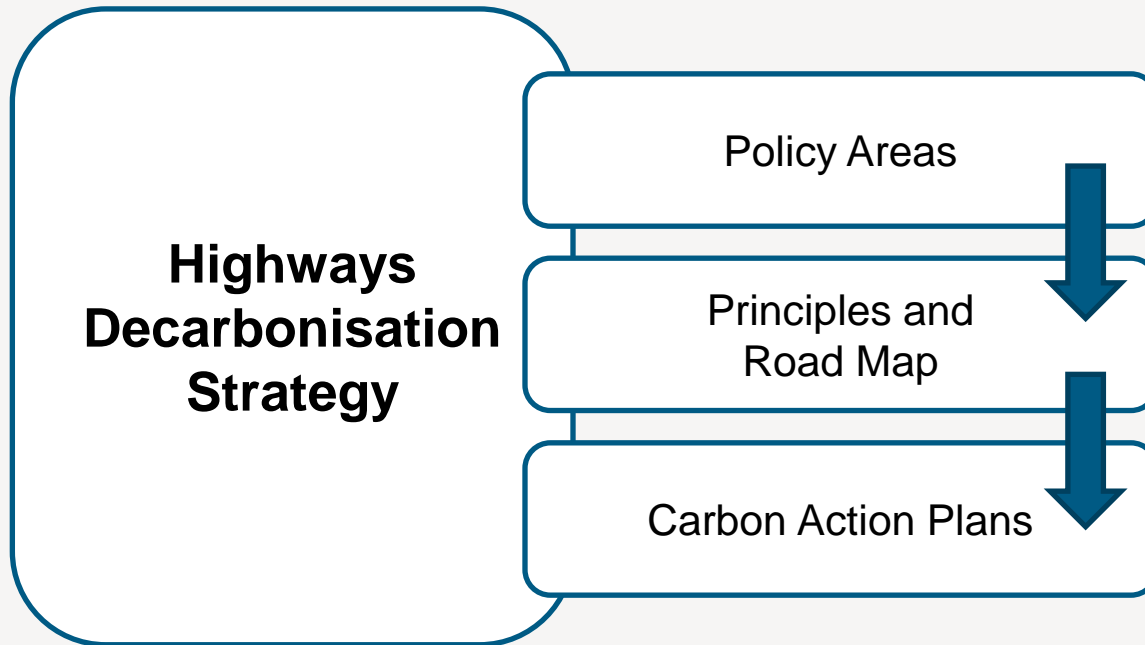 Highways
Decarbonisation
Strategy
Policy Areas
Principles and
Road Map
Carbon Action Plans